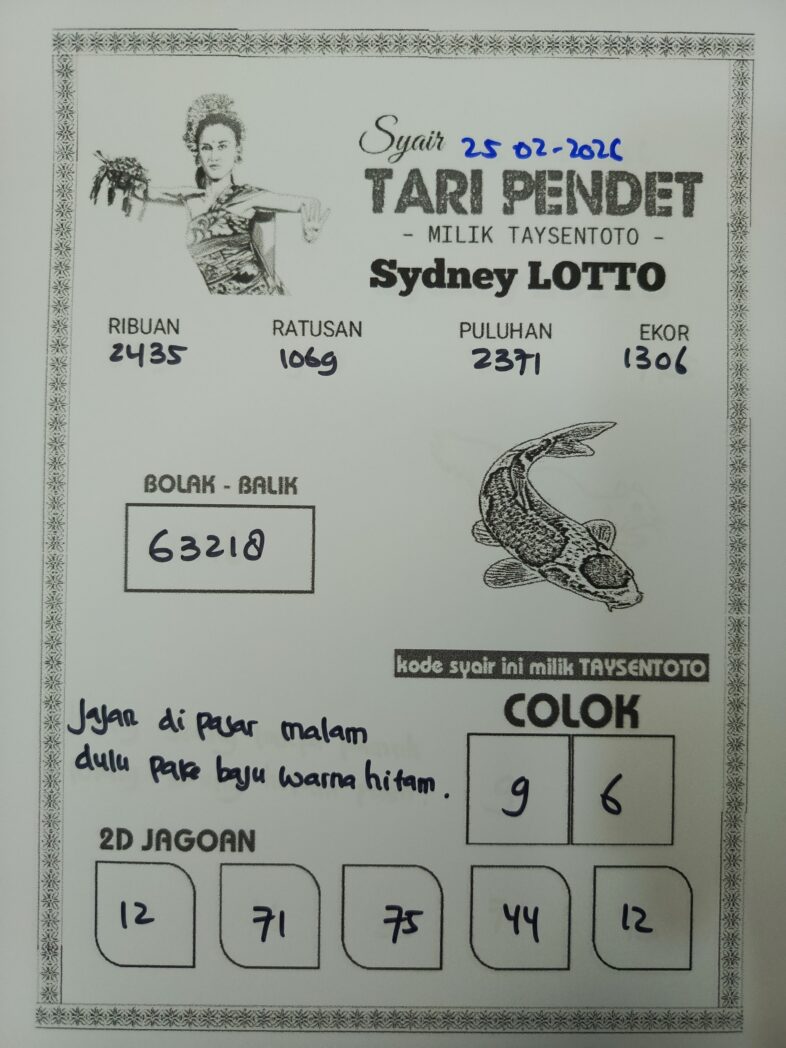 Syair 25 02-2026
TARI PENDET
- MILIK TAYSENTOTO -
Sydney LOTTO
RIBUAN RATUSAN PULUHAN EKOR
2435 1069 2371 1306
BOLAK - BALIK
63218
kode syair ini milik TAYSENTOTO
Jajan di pasar malam
dulu pake baju warna hitam.
COLOK
9 6
2D JAGOAN
12 71 75 44 12